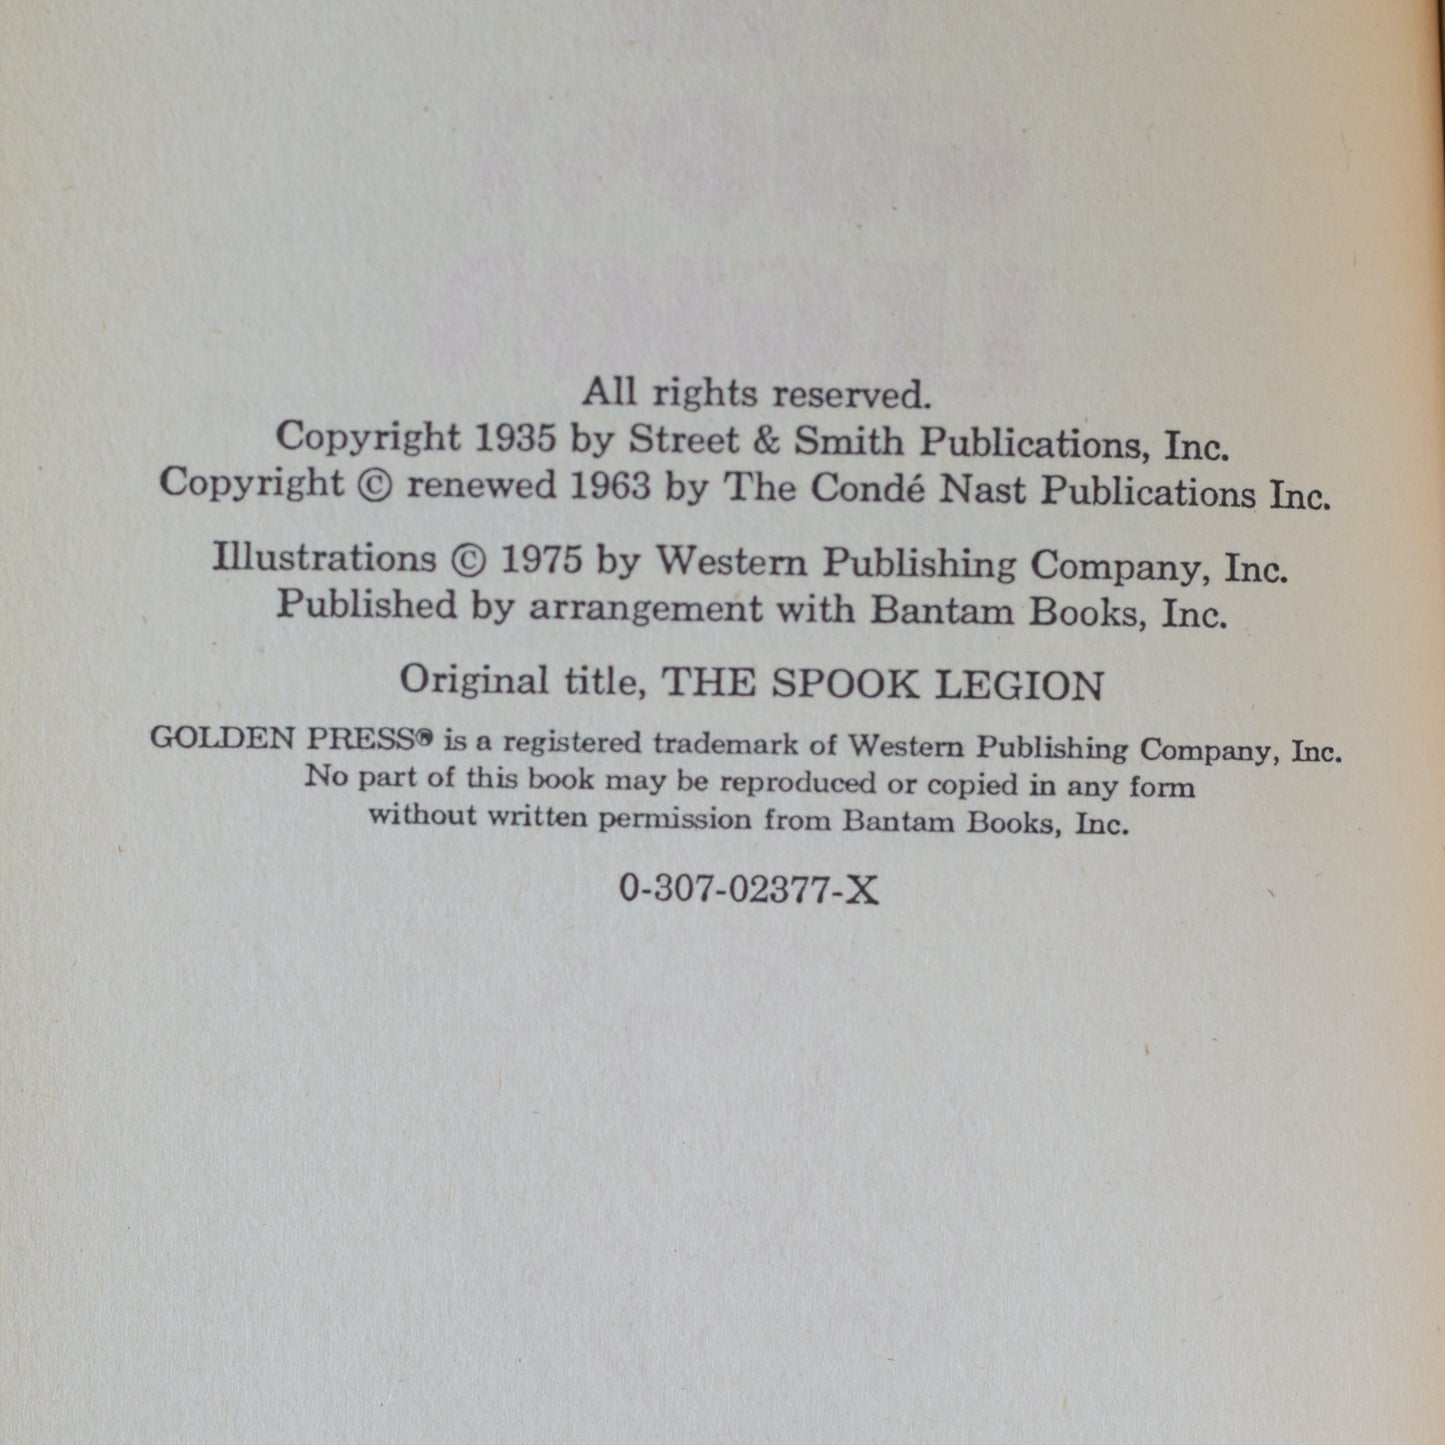 All rights reserved.
Copyright 1935 by Street & Smith Publications, Inc.
Copyright © renewed 1963 by The Condé Nast Publications Inc.
Illustrations © 1975 by Western Publishing Company, Inc.
Published by arrangement with Bantam Books, Inc.
Original title, THE SPOOK LEGION
GOLDEN PRESS® is a registered trademark of Western Publishing Company, Inc.
No part of this book may be reproduced or copied in any form
without written permission from Bantam Books, Inc.
0-307-02377-X